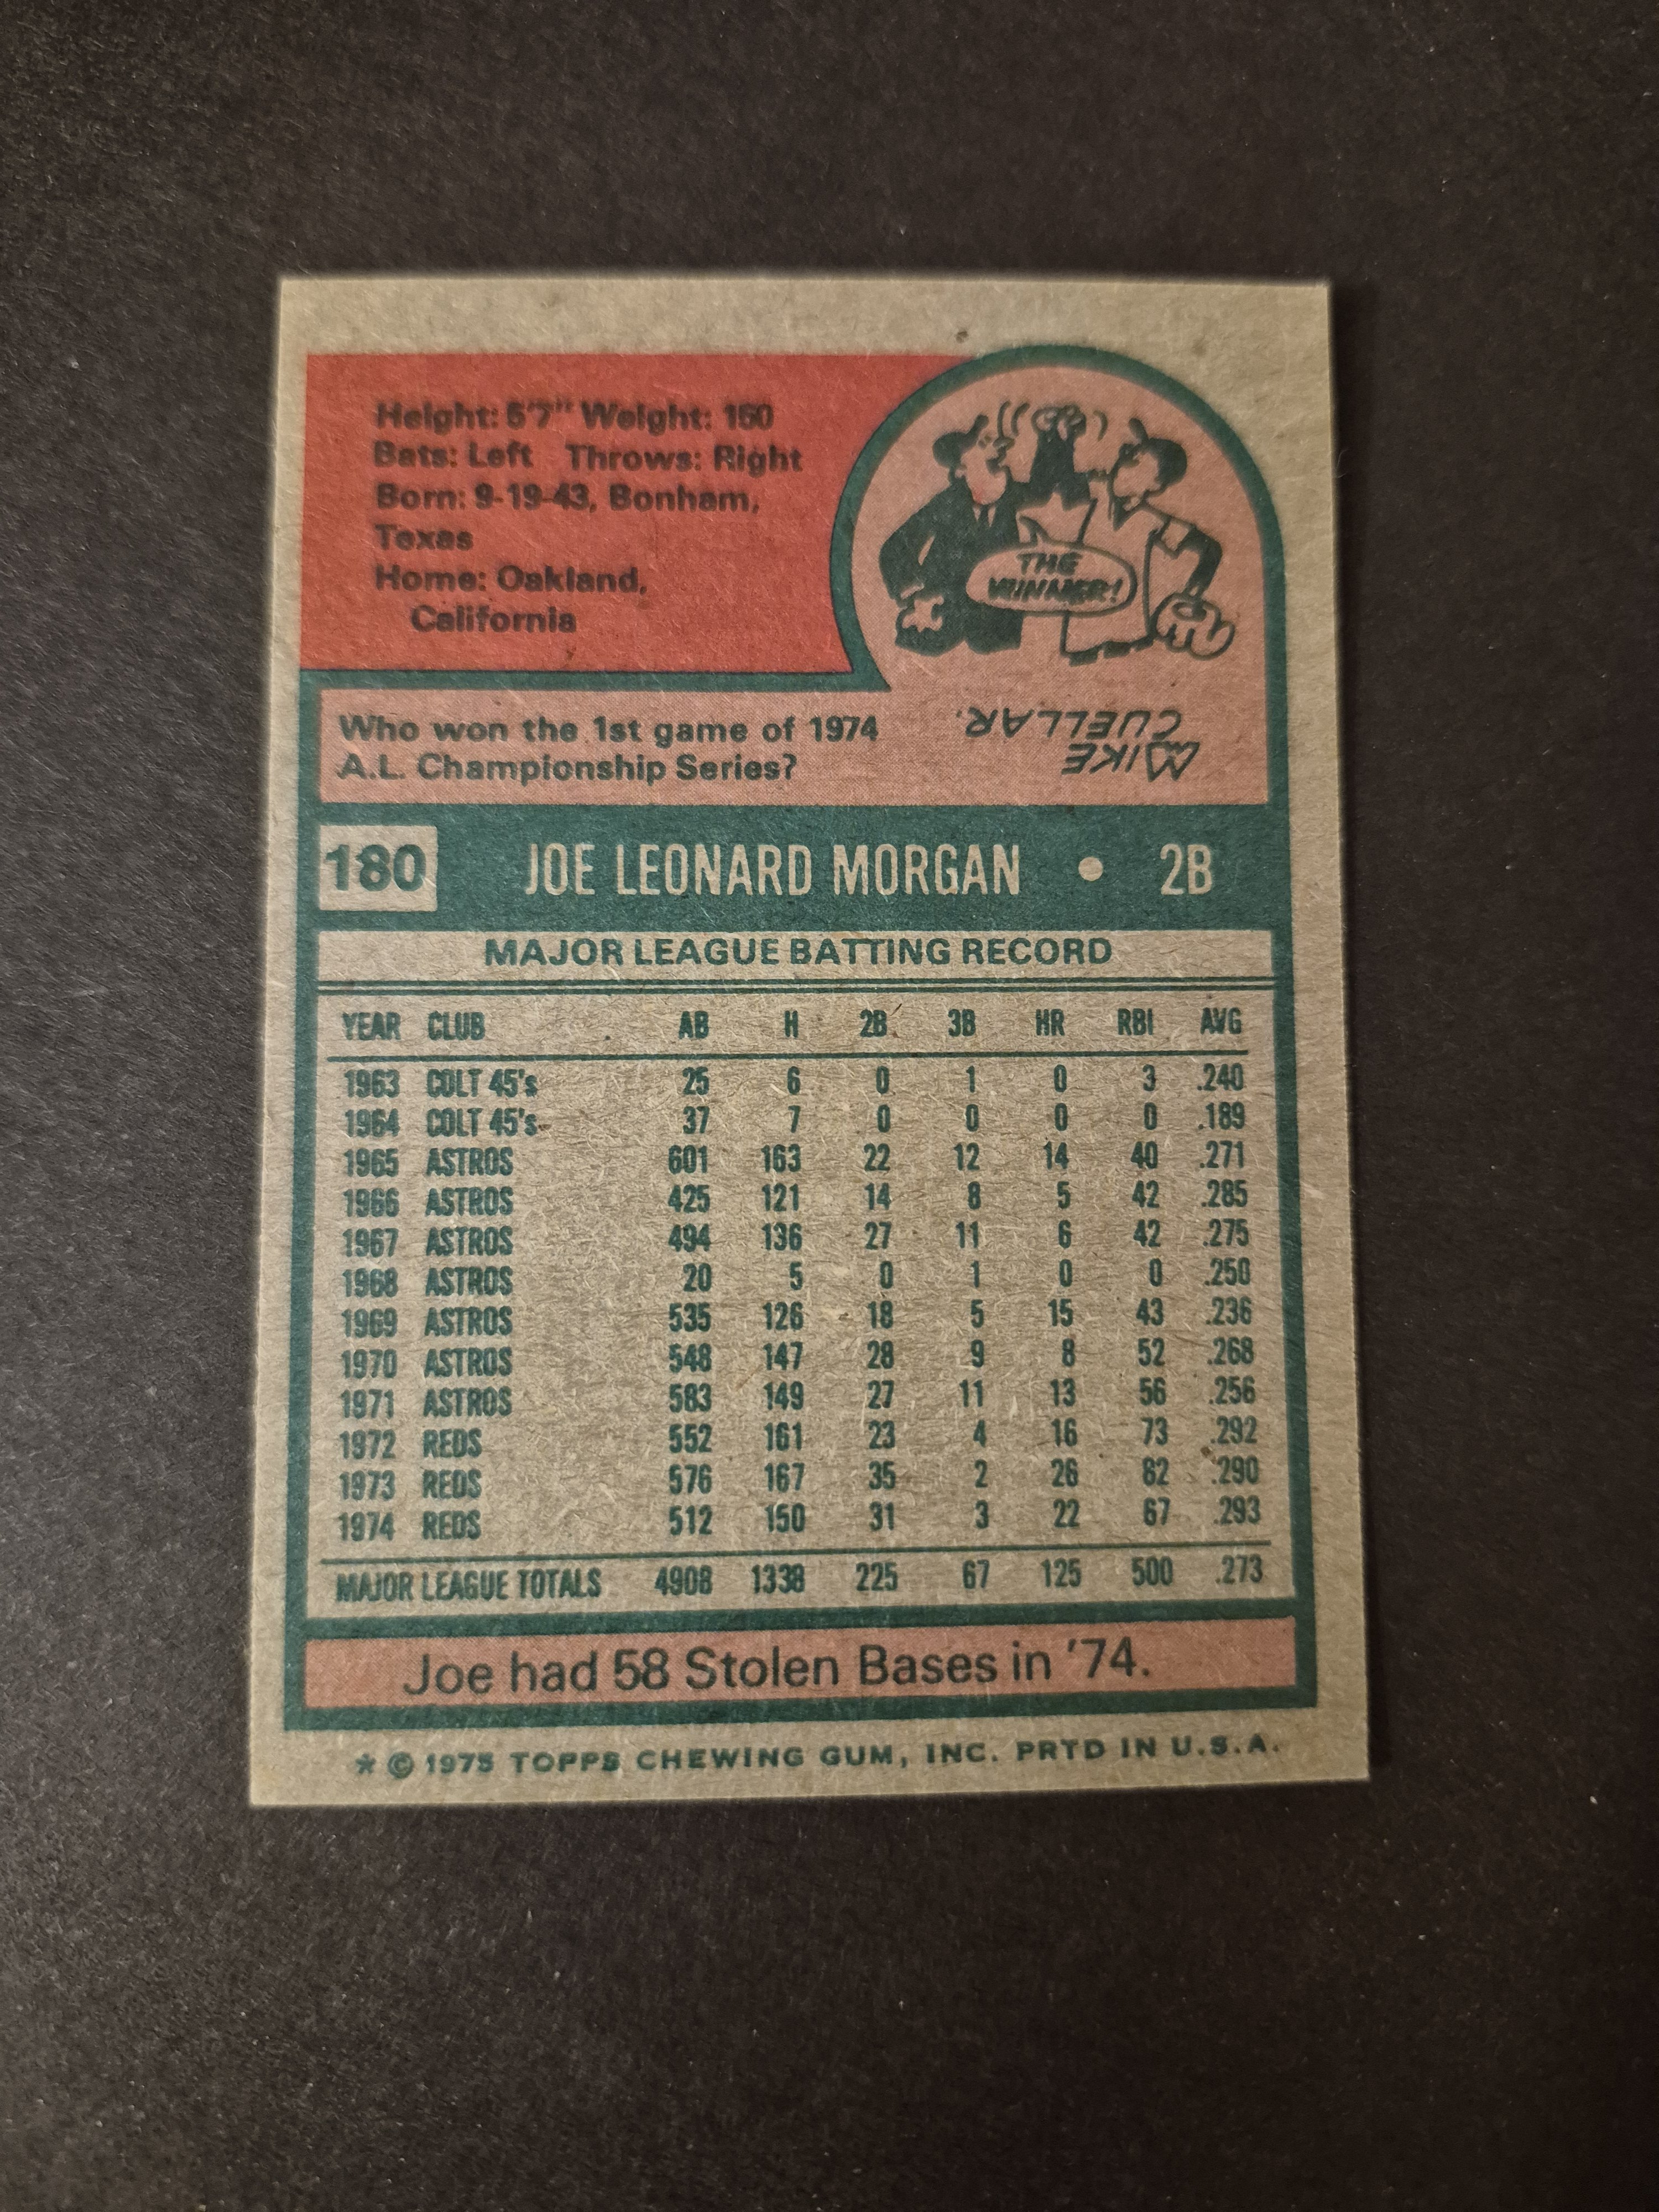 Height: 5'7" Weight: 150
Bats: Left Throws: Right
Born: 9-19-43, Bonham,
Texas
Home: Oakland,
California
THE
WINNER!
Who won the 1st game of 1974
A.L. Championship Series?
MIKE
CUELLAR.
180 JOE LEONARD MORGAN • 2B
MAJOR LEAGUE BATTING RECORD
YEAR CLUB AB H 2B 3B HR RBI AVG
1963 COLT 45's 25 6 0 1 0 3 .240
1964 COLT 45's 37 7 0 0 0 0 .189
1965 ASTROS 601 163 22 12 14 40 .271
1966 ASTROS 425 121 14 8 5 42 .285
1967 ASTROS 494 136 27 11 6 42 .275
1968 ASTROS 20 5 0 1 0 0 .250
1969 ASTROS 535 126 18 5 15 43 .236
1970 ASTROS 548 147 28 9 8 52 .268
1971 ASTROS 583 149 27 11 13 56 .256
1972 REDS 552 161 23 4 16 73 .292
1973 REDS 576 167 35 2 26 82 .290
1974 REDS 512 150 31 3 22 67 .293
MAJOR LEAGUE TOTALS 4908 1338 225 67 125 500 .273
Joe had 58 Stolen Bases in '74.
* © 1975 TOPPS CHEWING GUM, INC. PRTD IN U.S.A.